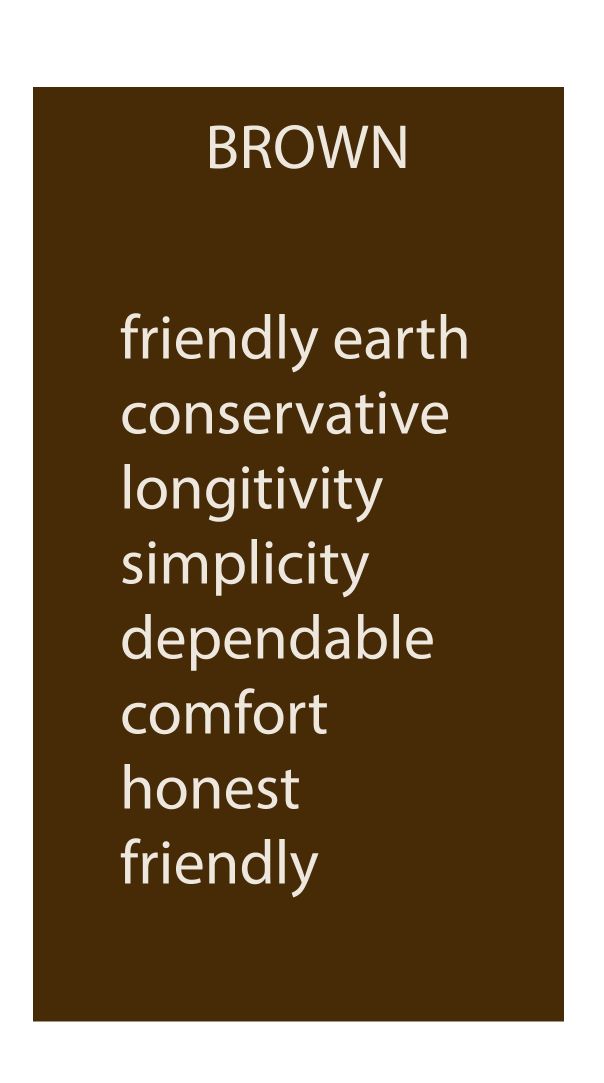 BROWN
friendly earth
conservative
longitivity
simplicity
dependable
comfort
honest
friendly